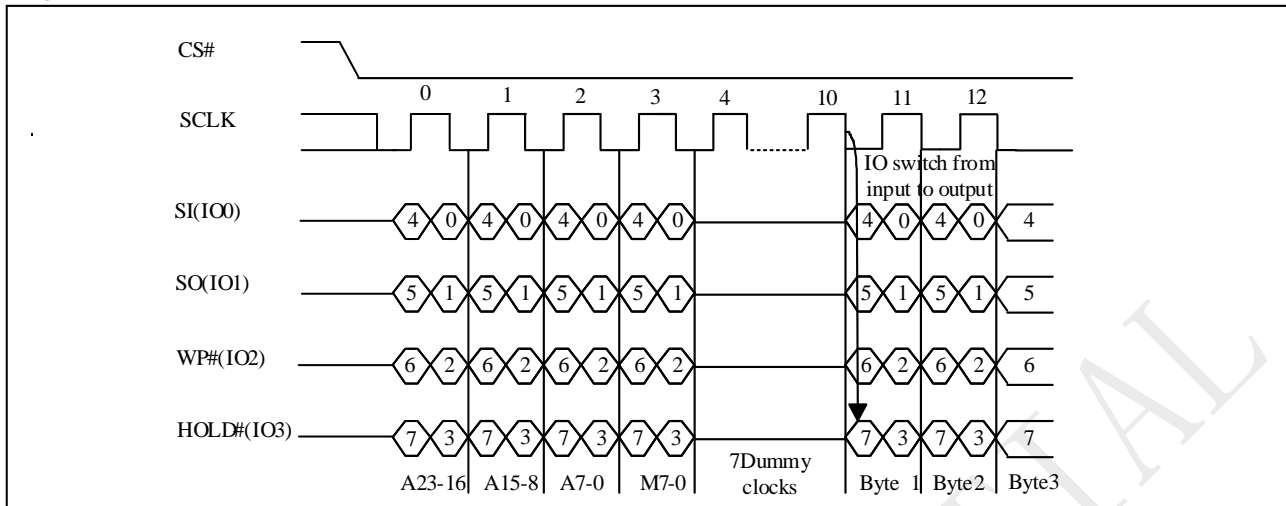 CS#
0 1 2 3 4 10 11 12
SCLK
IO switch from
input to output
SI(IO0) 4 0 4 0 4 0 4 0 4 0 4 0 4
SO(IO1) 5 1 5 1 5 1 5 1 5 1 5 1 5
WP#(IO2) 6 2 6 2 6 2 6 2 6 2 6 2 6
HOLD#(IO3) 7 3 7 3 7 3 7 3 7 3 7 3 7
7Dummy
clocks
A23-16 A15-8 A7-0 M7-0 Byte 1 Byte2 Byte3